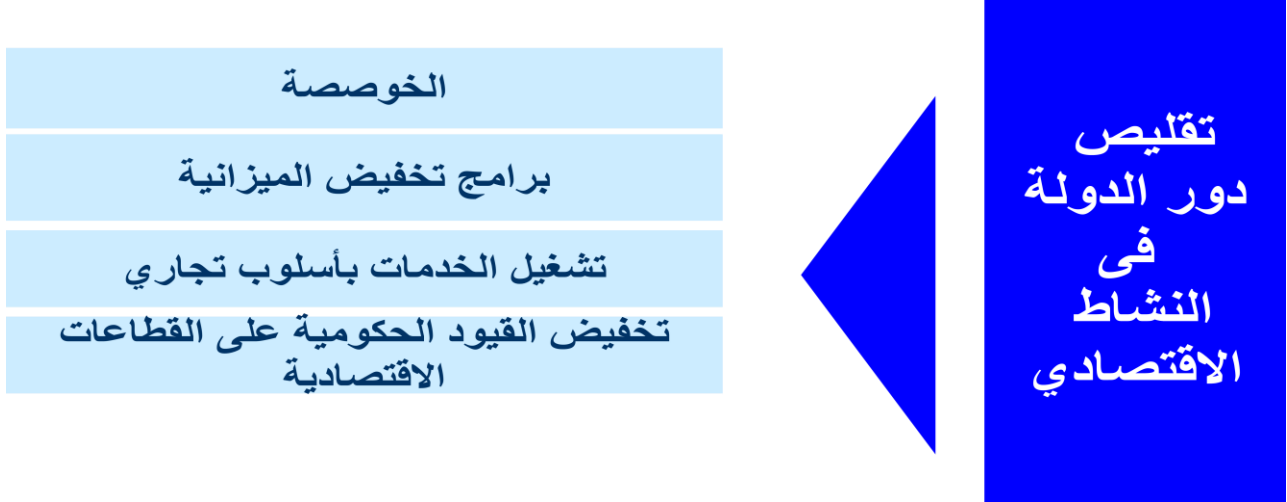 تقليص
دور الدولة
فى
النشاط
الاقتصادي
الخوصصة
برامج تخفيض الميزانية
تشغيل الخدمات بأسلوب تجاري
تخفيض القيود الحكومية على القطاعات
الاقتصادية